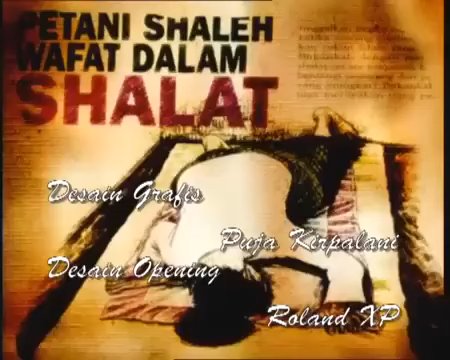 PETANI SHALEH
WAFAT DALAM
SHALAT
Desain Grafis
Puja Kirpalani
Desain Opening
Roland XP